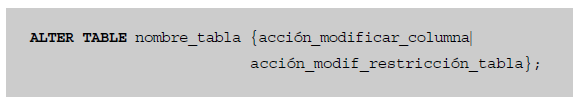 ALTER TABLE nombre_tabla {acción_modificar_columna|
acción_modif_restricción_tabla};